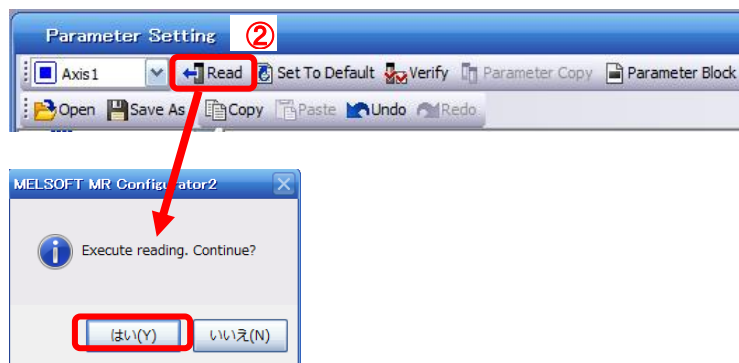 Parameter Setting
②
Axis1 Read Set To Default Verify Parameter Copy Parameter Block
Open Save As Copy Paste Undo Redo
MELSOFT MR Configurator2
Execute reading. Continue?
はい(Y) いいえ(N)